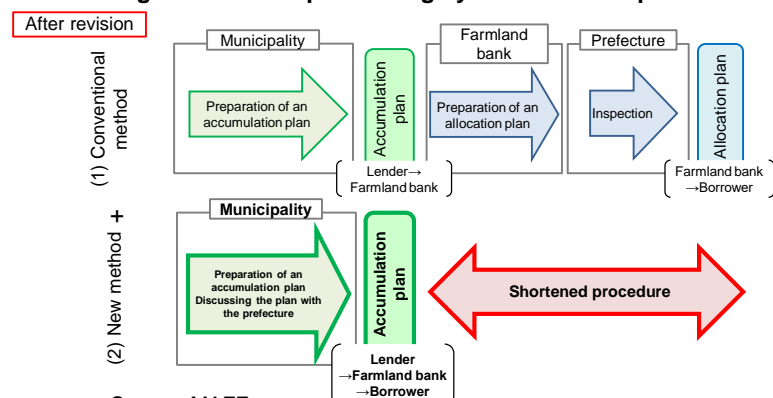 After revision
(1) Conventional
method
Municipality
Preparation of an
accumulation plan
Accumulation
plan
Lender→
Farmland bank
Farmland
bank
Preparation of an
allocation plan
Prefecture
Inspection
Allocation plan
Farmland bank
→Borrower
+
(2) New method
Municipality
Preparation of an
accumulation plan
Discussing the plan with
the prefecture
Accumulation
plan
Lender
→Farmland bank
→Borrower
Shortened procedure